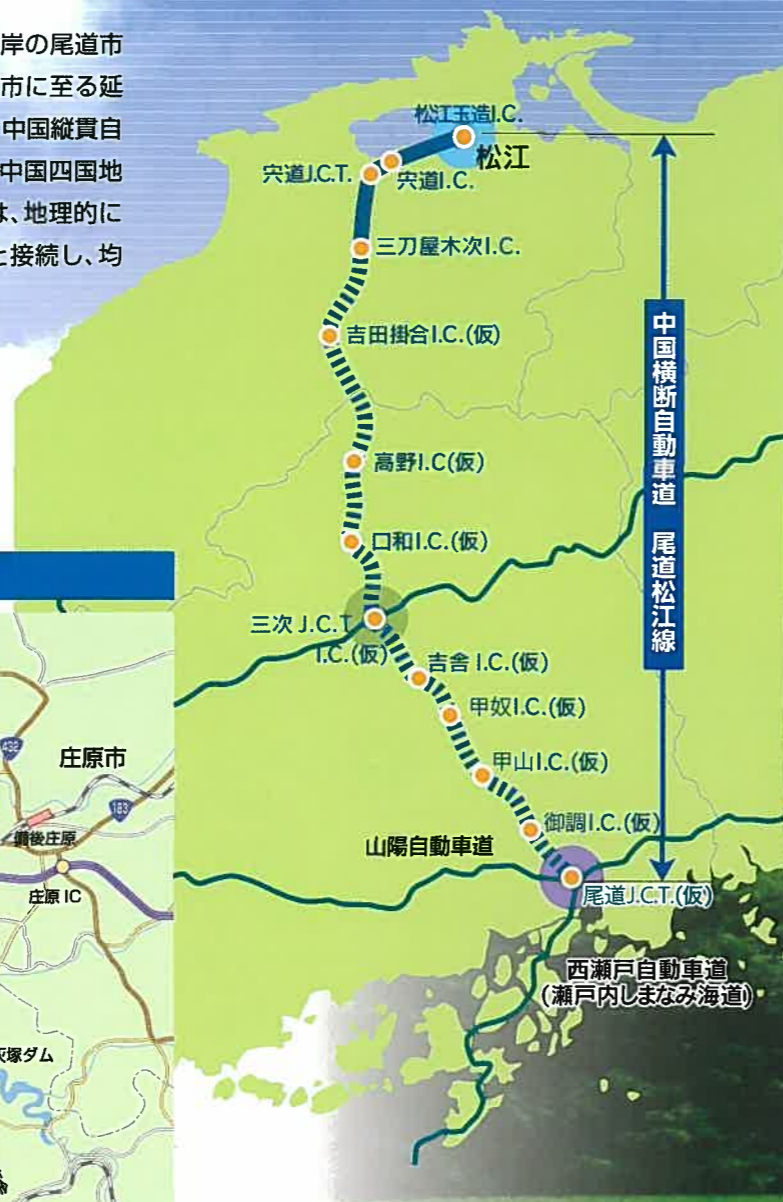 岸の尾道市
市に至る延
中国縦貫自
中国四国地
は、地理的に
と接続し、均
松江玉造I.C.
松江
宍道J.C.T.
宍道I.C.
三刀屋木次I.C.
吉田掛合I.C.(仮)
中国横断自動車道 尾道松江線
高野I.C(仮)
口和I.C.(仮)
三次 J.C.T
I.C.(仮)
吉舎 I.C.(仮)
甲奴I.C.(仮)
甲山I.C.(仮)
御調I.C.(仮)
山陽自動車道
尾道J.C.T.(仮)
西瀬戸自動車道
(瀬戸内しまなみ海道)
432
庄原市
183
備後庄原
庄原 IC
灰塚ダム